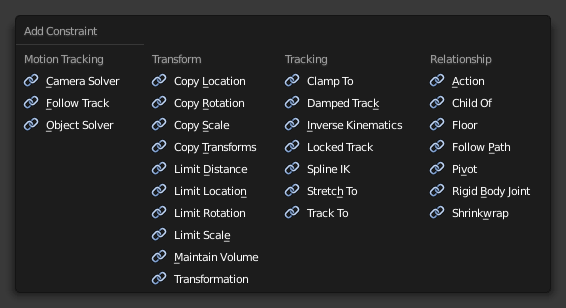 Add Constraint
Motion Tracking
Camera Solver
Follow Track
Object Solver
Transform
Copy Location
Copy Rotation
Copy Scale
Copy Transforms
Limit Distance
Limit Location
Limit Rotation
Limit Scale
Maintain Volume
Transformation
Tracking
Clamp To
Damped Track
Inverse Kinematics
Locked Track
Spline IK
Stretch To
Track To
Relationship
Action
Child Of
Floor
Follow Path
Pivot
Rigid Body Joint
Shrinkwrap